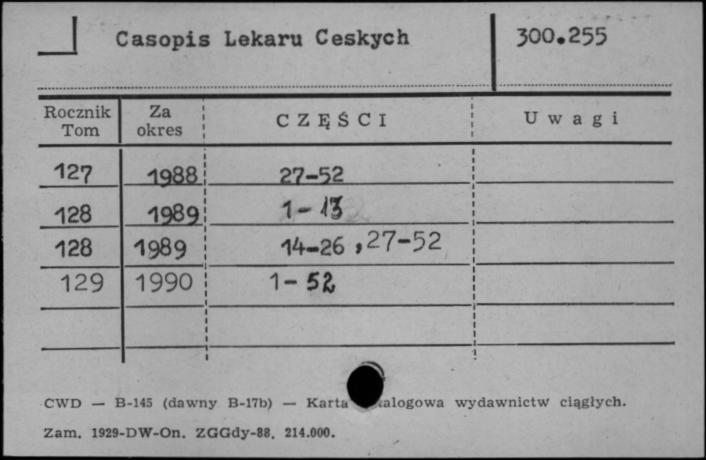 Casopis Lekaru Ceskych 300.255
Rocznik Tom Za okres CZĘŚCI Uwagi
127 1988 27-52
128 1989 1-13
128 1989 14-26, 27-52
129 1990 1-52
CWD — B-145 (dawny B-17b) — Karta alogowa wydawnictw ciągłych.
Zam. 1929-DW-On. ZGGdy-88. 214.000.